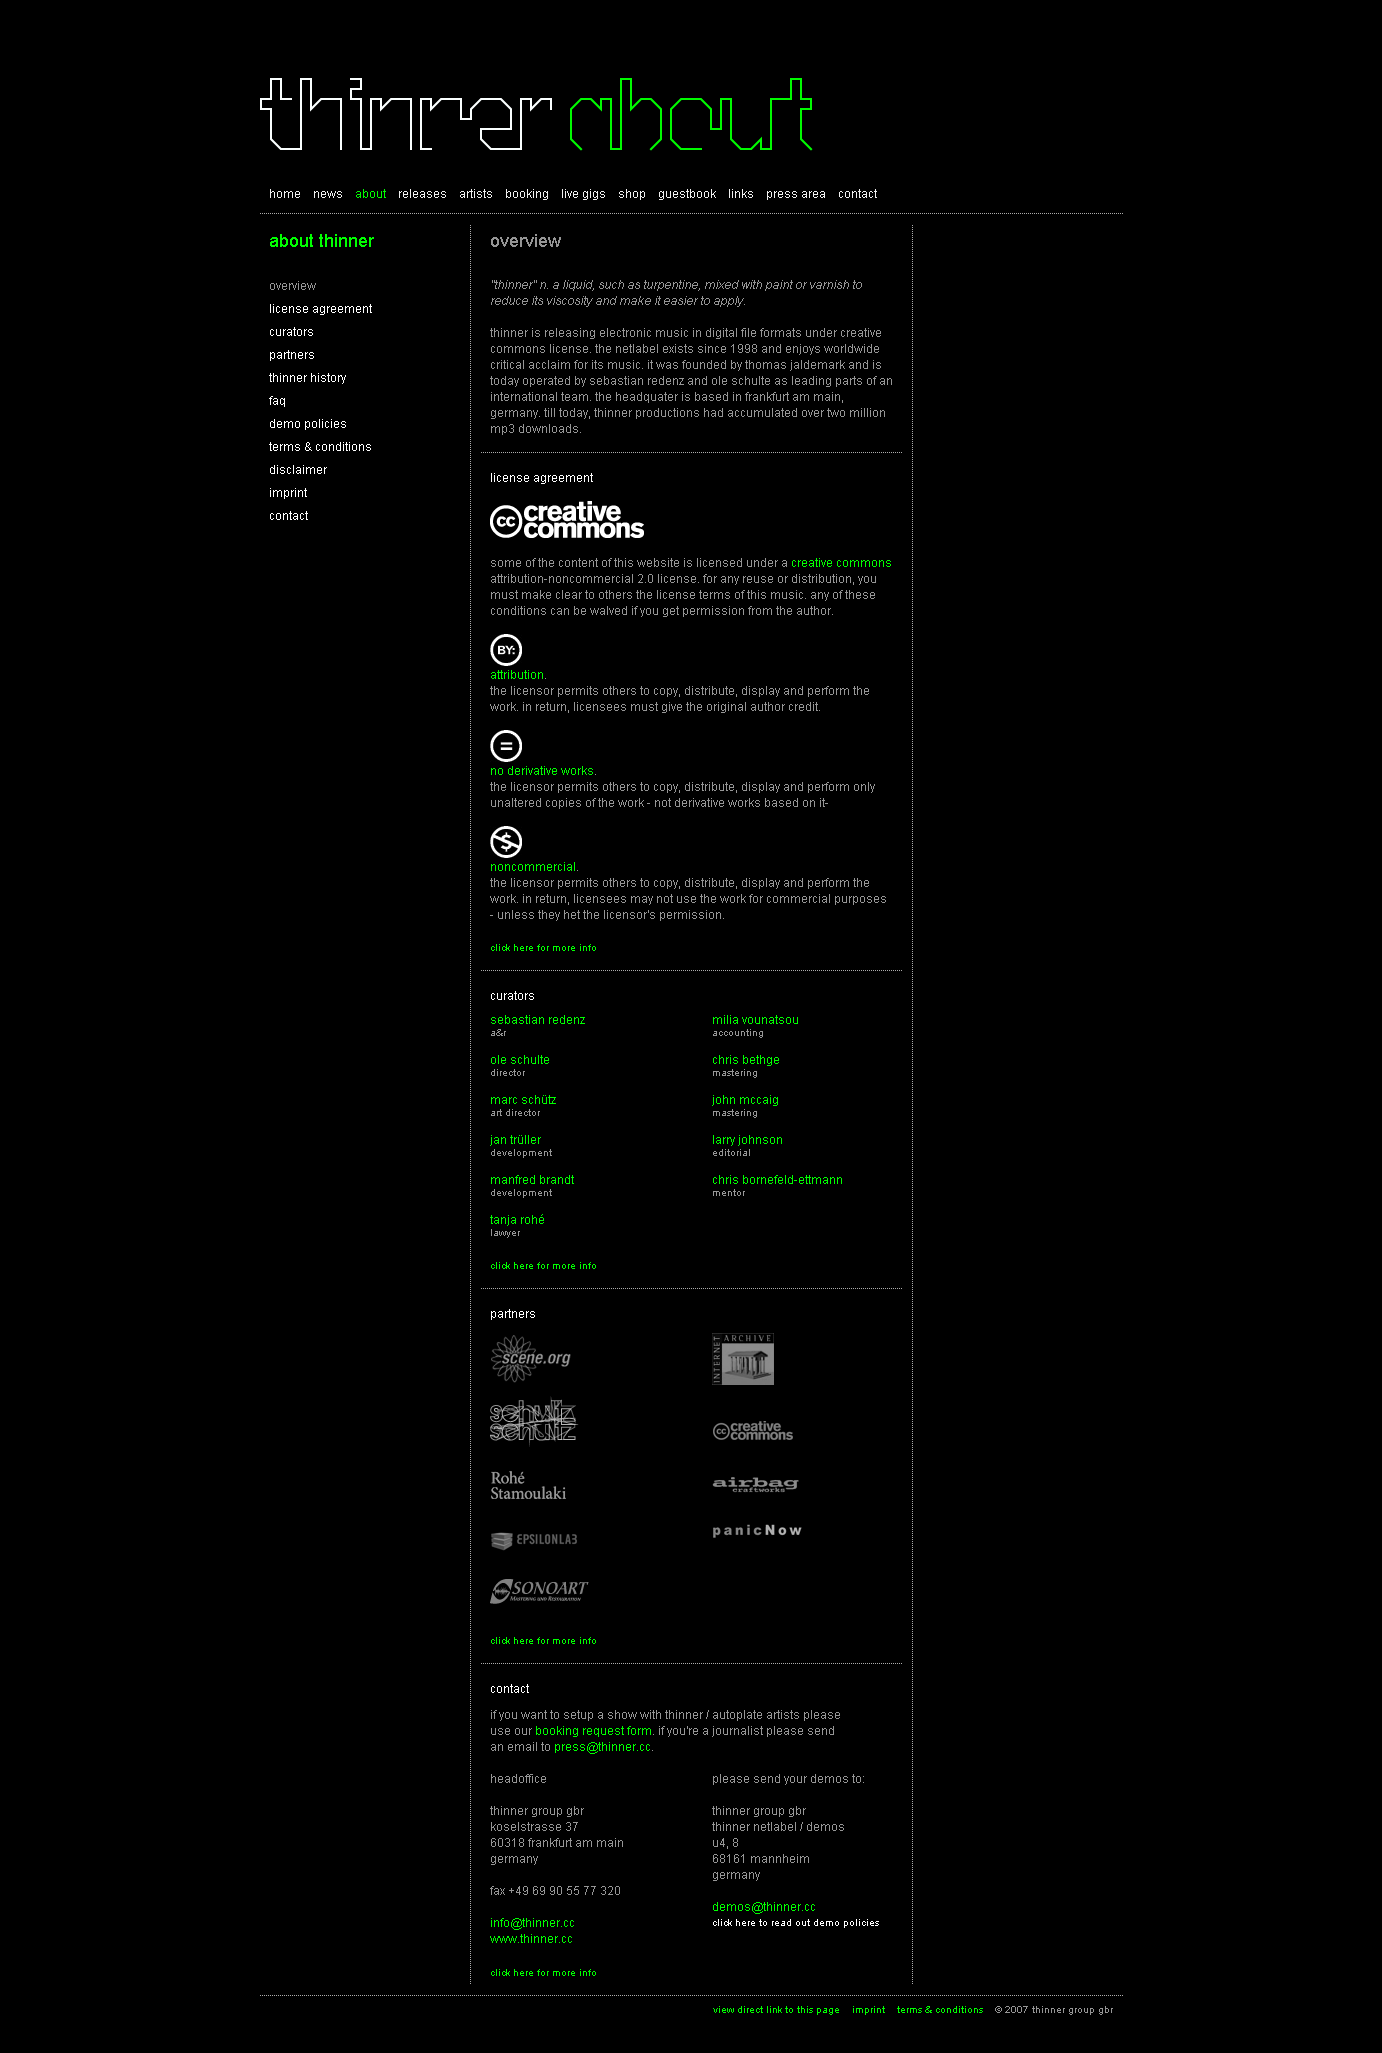 thinner about
home news about releases artists booking live gigs shop guestbook links press area contact
about thinner
overview
license agreement
curators
partners
thinner history
faq
demo policies
terms & conditions
disclaimer
imprint
contact
overview
"thinner" n. a liquid, such as turpentine, mixed with paint or varnish to
reduce its viscosity and make it easier to apply.
thinner is releasing electronic music in digital file formats under creative
commons license. the netlabel exists since 1998 and enjoys worldwide
critical acclaim for its music. it was founded by thomas jaldemark and is
today operated by sebastian redenz and ole schulte as leading parts of an
international team. the headquater is based in frankfurt am main,
germany. till today, thinner productions had accumulated over two million
mp3 downloads.
license agreement
cc creative
commons
some of the content of this website is licensed under a creative commons
attribution-noncommercial 2.0 license. for any reuse or distribution, you
must make clear to others the license terms of this music. any of these
conditions can be walved if you get permission from the author.
BY:
attribution.
the licensor permits others to copy, distribute, display and perform the
work. in return, licensees must give the original author credit.
=
no derivative works.
the licensor permits others to copy, distribute, display and perform only
unaltered copies of the work - not derivative works based on it-
$
noncommercial.
the licensor permits others to copy, distribute, display and perform the
work. in return, licensees may not use the work for commercial purposes
- unless they het the licensor's permission.
click here for more info
curators
sebastian redenz
a&r
ole schulte
director
marc schütz
art director
jan trüller
development
manfred brandt
development
tanja rohé
lawyer
milia vounatsou
accounting
chris bethge
mastering
john mccaig
mastering
larry johnson
editorial
chris bornefeld-ettmann
mentor
click here for more info
partners
scene.org
schultz
schutz
Rohé
Stamoulaki
EPSILONLAB
SONOART
MASTERING AND RESTAURATION
INTERNET ARCHIVE
cc creative
commons
airbag
craftworks
panicNow
click here for more info
contact
if you want to setup a show with thinner / autoplate artists please
use our booking request form. if you're a journalist please send
an email to press@thinner.cc.
headoffice
thinner group gbr
koselstrasse 37
60318 frankfurt am main
germany
fax +49 69 90 55 77 320
info@thinner.cc
www.thinner.cc
please send your demos to:
thinner group gbr
thinner netlabel / demos
u4, 8
68161 mannheim
germany
demos@thinner.cc
click here to read out demo policies
click here for more info
view direct link to this page imprint terms & conditions © 2007 thinner group gbr